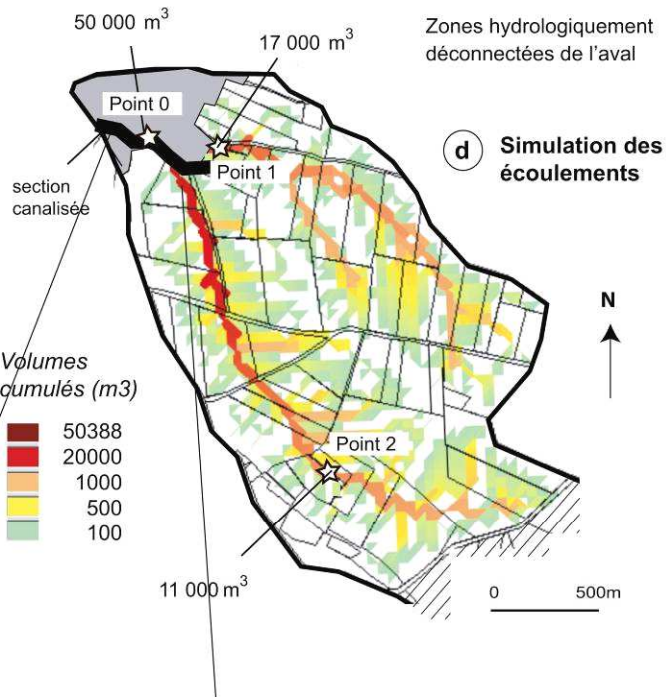 50 000 m³
17 000 m³
Zones hydrologiquement
déconnectées de l'aval
Point 0
d Simulation des
écoulements
Point 1
section
canalisée
N
Volumes
cumulés (m3)
50388
20000
1000
500
100
Point 2
11 000 m³
0 500m